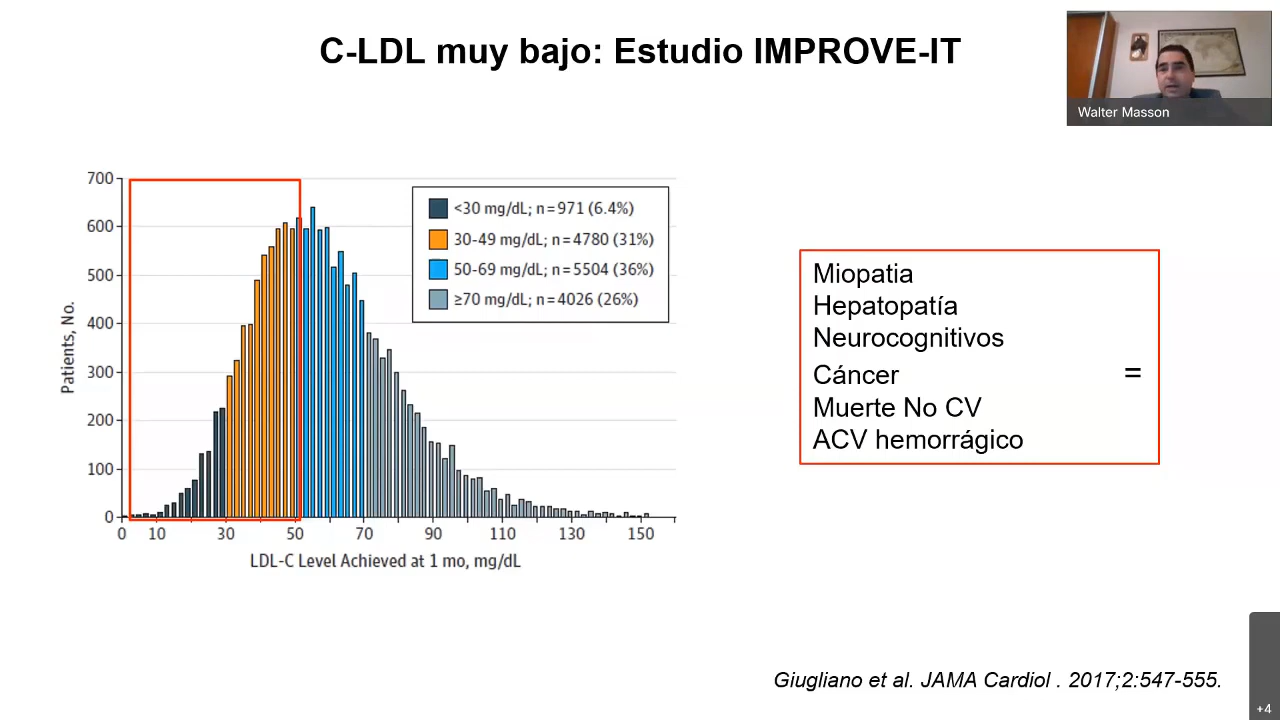 C-LDL muy bajo: Estudio IMPROVE-IT
Walter Masson
700
600
500
400
300
200
100
0
Patients, No.
<30 mg/dL; n=971 (6.4%)
30-49 mg/dL; n=4780 (31%)
50-69 mg/dL; n=5504 (36%)
≥70 mg/dL; n=4026 (26%)
0 10 30 50 70 90 110 130 150
LDL-C Level Achieved at 1 mo, mg/dL
Miopatia
Hepatopatía
Neurocognitivos
Cáncer =
Muerte No CV
ACV hemorrágico
Giugliano et al. JAMA Cardiol . 2017;2:547-555.
+4